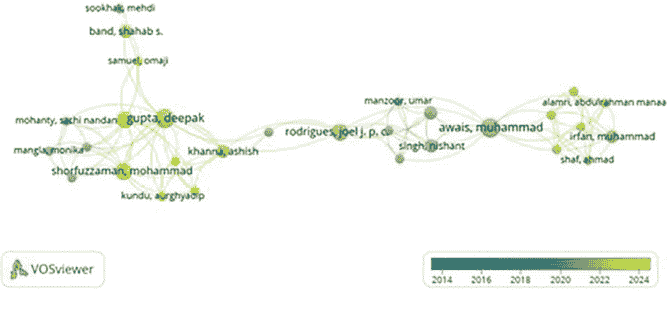 sookhak, mehdi
band, shahab s.
samuel, omaji
mohanty, sachi nandan
gupta, deepak
mangla, monika
shorfuzzaman, mohammad
khanna, ashish
kundu, aurghyadip
rodrigues, joel j. p. c.
manzoor, umar
awais, muhammad
singh, nishant
alamri, abdulrahman manaa
irfan, muhammad
shaf, ahmad
VOSviewer
2014 2016 2018 2020 2022 2024